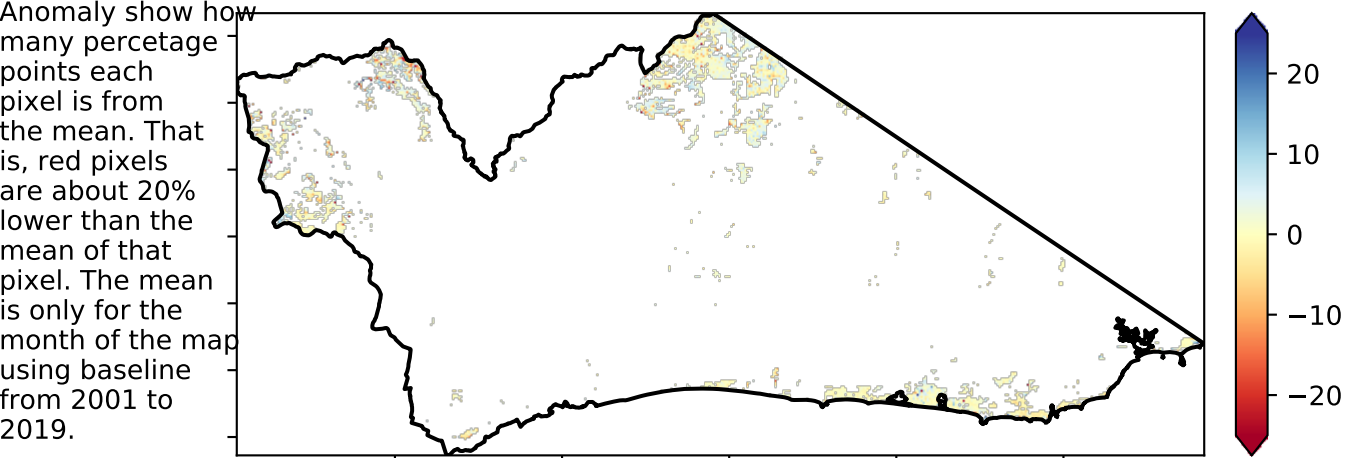 Anomaly show how
many percetage
points each
pixel is from
the mean. That
is, red pixels
are about 20%
lower than the
mean of that
pixel. The mean
is only for the
month of the map
using baseline
from 2001 to
2019.
20
10
0
−10
−20